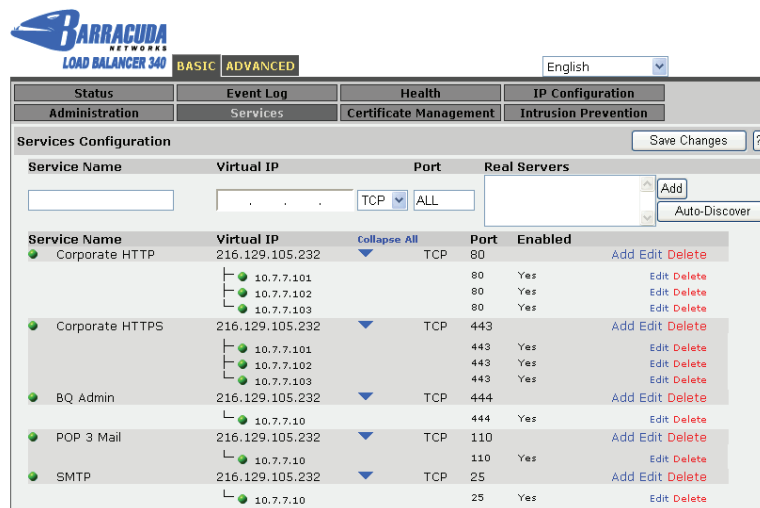 BARRACUDA
NETWORKS
LOAD BALANCER 340 BASIC ADVANCED English
Status Event Log Health IP Configuration
Administration Services Certificate Management Intrusion Prevention
Services Configuration Save Changes ?
Service Name Virtual IP Port Real Servers
. . . TCP ALL Add
Auto-Discover
Service Name Virtual IP Collapse All Port Enabled
Corporate HTTP 216.129.105.232 TCP 80 Add Edit Delete
10.7.7.101 80 Yes Edit Delete
10.7.7.102 80 Yes Edit Delete
10.7.7.103 80 Yes Edit Delete
Corporate HTTPS 216.129.105.232 TCP 443 Add Edit Delete
10.7.7.101 443 Yes Edit Delete
10.7.7.102 443 Yes Edit Delete
10.7.7.103 443 Yes Edit Delete
BQ Admin 216.129.105.232 TCP 444 Add Edit Delete
10.7.7.10 444 Yes Edit Delete
POP 3 Mail 216.129.105.232 TCP 110 Add Edit Delete
10.7.7.10 110 Yes Edit Delete
SMTP 216.129.105.232 TCP 25 Add Edit Delete
10.7.7.10 25 Yes Edit Delete